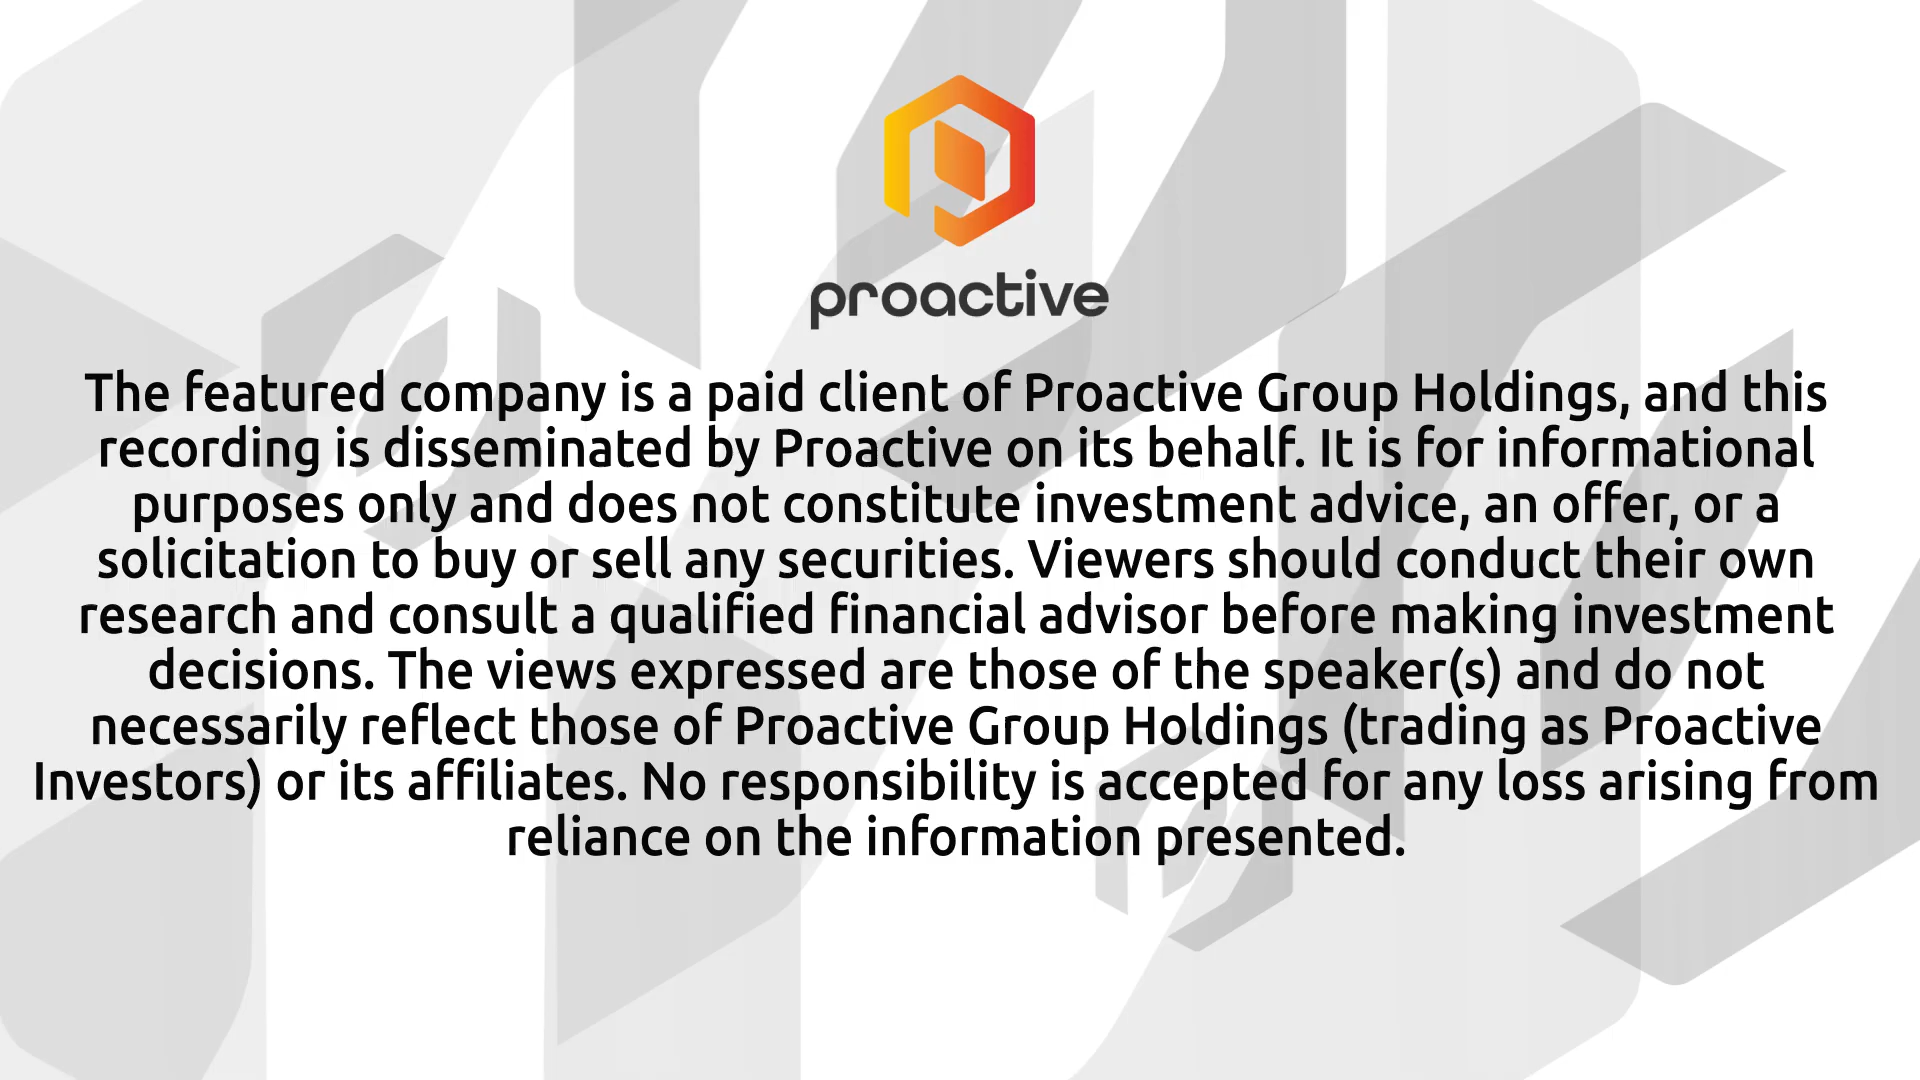 proactive
The featured company is a paid client of Proactive Group Holdings, and this
recording is disseminated by Proactive on its behalf. It is for informational
purposes only and does not constitute investment advice, an offer, or a
solicitation to buy or sell any securities. Viewers should conduct their own
research and consult a qualified financial advisor before making investment
decisions. The views expressed are those of the speaker(s) and do not
necessarily reflect those of Proactive Group Holdings (trading as Proactive
Investors) or its affiliates. No responsibility is accepted for any loss arising from
reliance on the information presented.